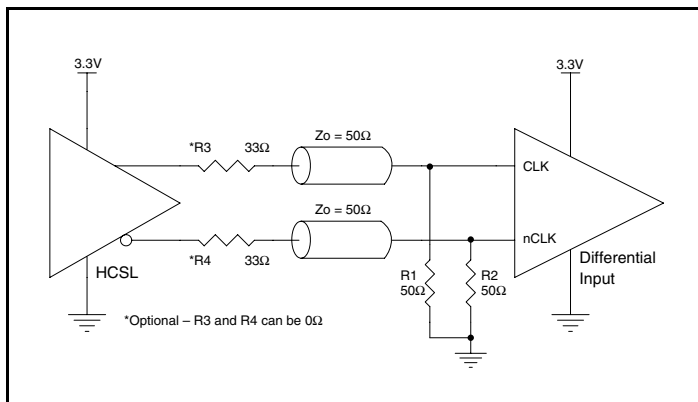 3.3V
3.3V
*R3 33Ω
Zo = 50Ω
CLK
Zo = 50Ω
nCLK
HCSL
*R4 33Ω
R1
50Ω
R2
50Ω
Differential
Input
*Optional – R3 and R4 can be 0Ω